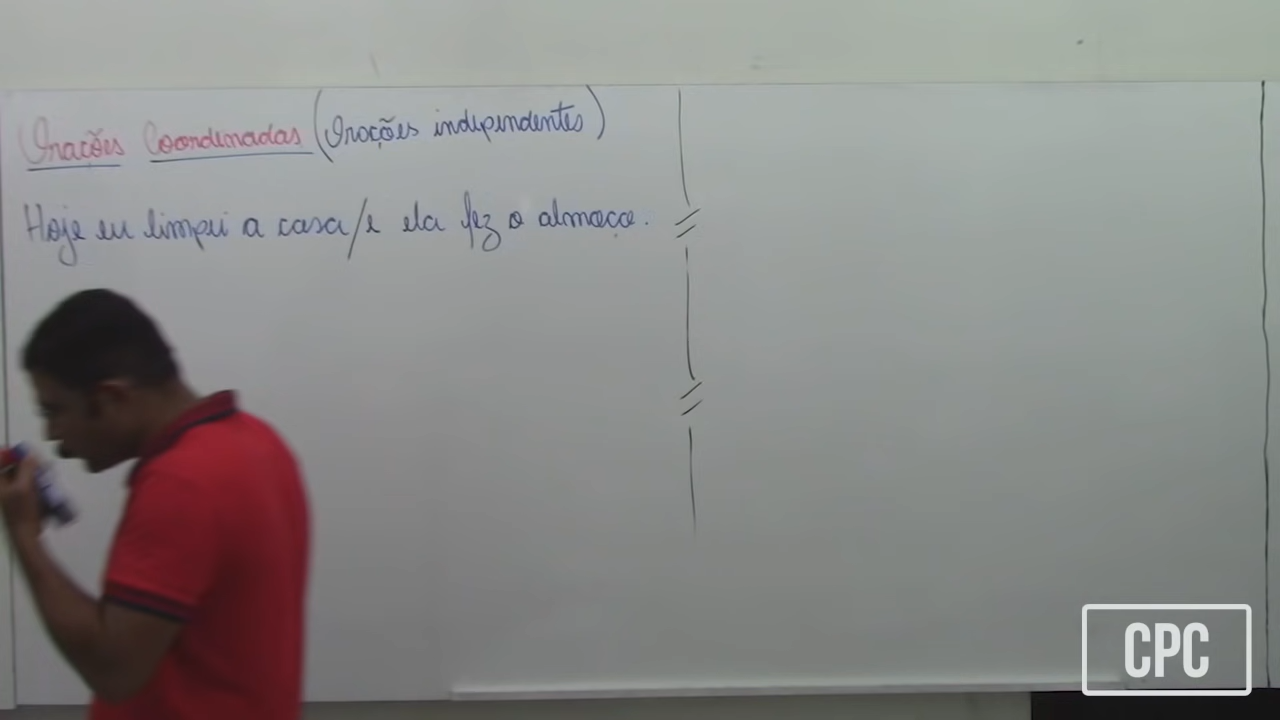 Orações Coordenadas (Orações independentes)
Hoje eu limpei a casa/e ela fez o almoço.
CPC